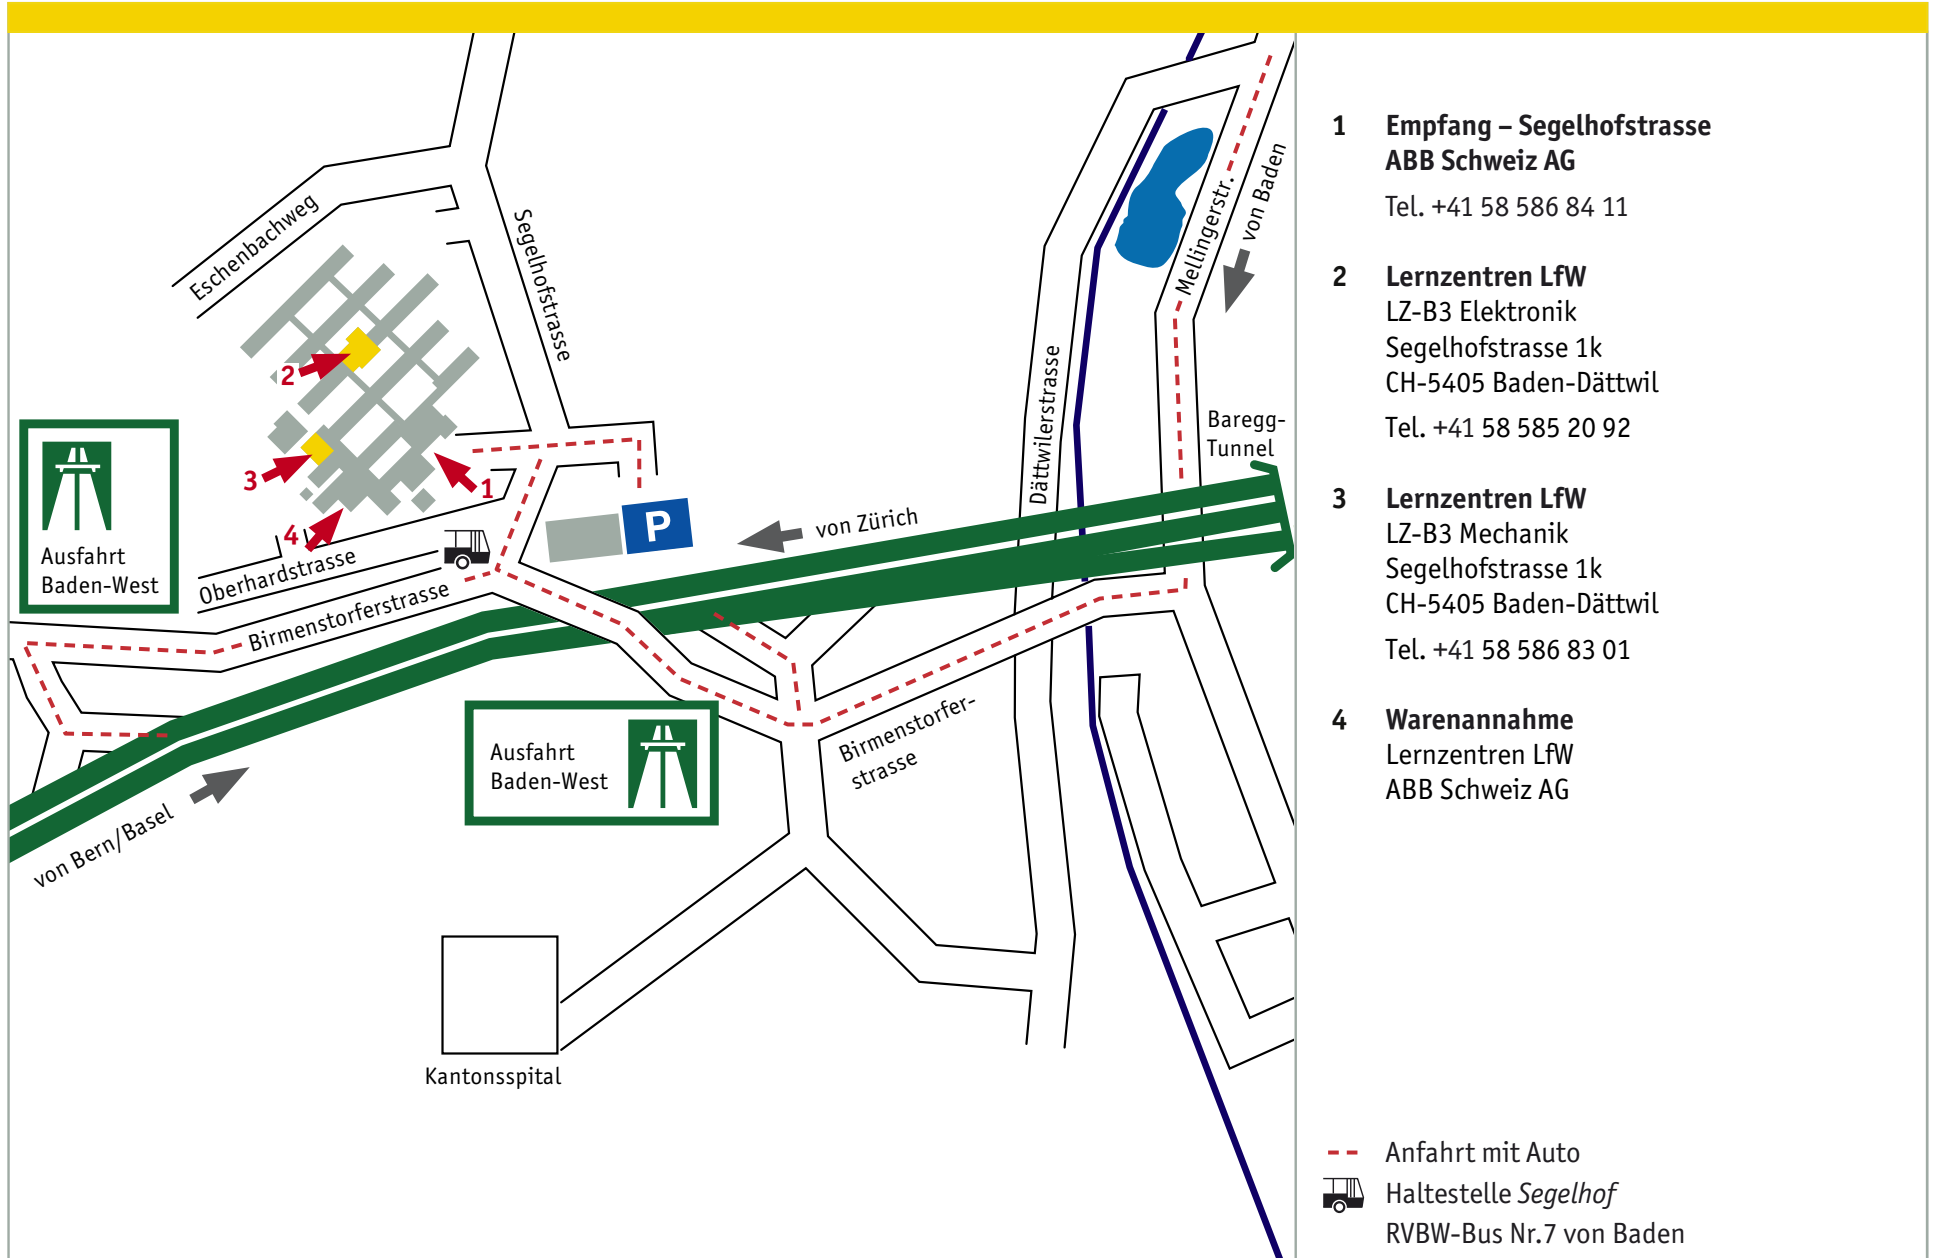 Eschenbachweg
Segelhofstrasse
Mellingerstr.
von Baden
Dättwilerstrasse
Baregg-
Tunnel
2
3
1
4
Ausfahrt
Baden-West
P
von Zürich
Oberhardstrasse
Birmenstorferstrasse
Ausfahrt
Baden-West
Birmenstorfer-
strasse
von Bern/Basel
Kantonsspital
1 Empfang – Segelhofstrasse
ABB Schweiz AG
Tel. +41 58 586 84 11
2 Lernzentren LfW
LZ-B3 Elektronik
Segelhofstrasse 1k
CH-5405 Baden-Dättwil
Tel. +41 58 585 20 92
3 Lernzentren LfW
LZ-B3 Mechanik
Segelhofstrasse 1k
CH-5405 Baden-Dättwil
Tel. +41 58 586 83 01
4 Warenannahme
Lernzentren LfW
ABB Schweiz AG
Anfahrt mit Auto
Haltestelle Segelhof
RVBW-Bus Nr.7 von Baden